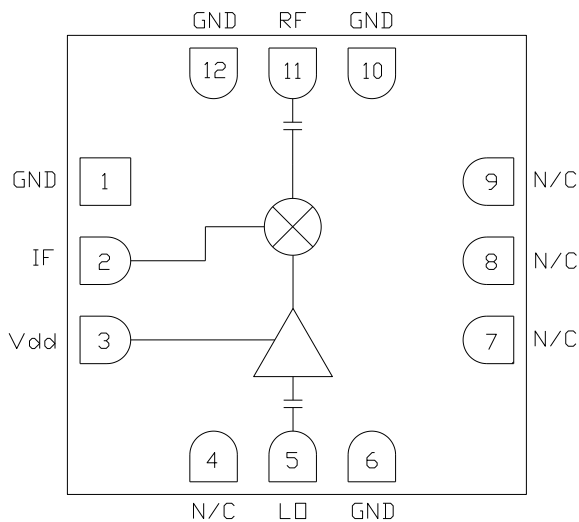 GND RF GND
12 11 10
GND 1 9 N/C
IF 2 8 N/C
Vdd 3 7 N/C
4 5 6
N/C LO GND